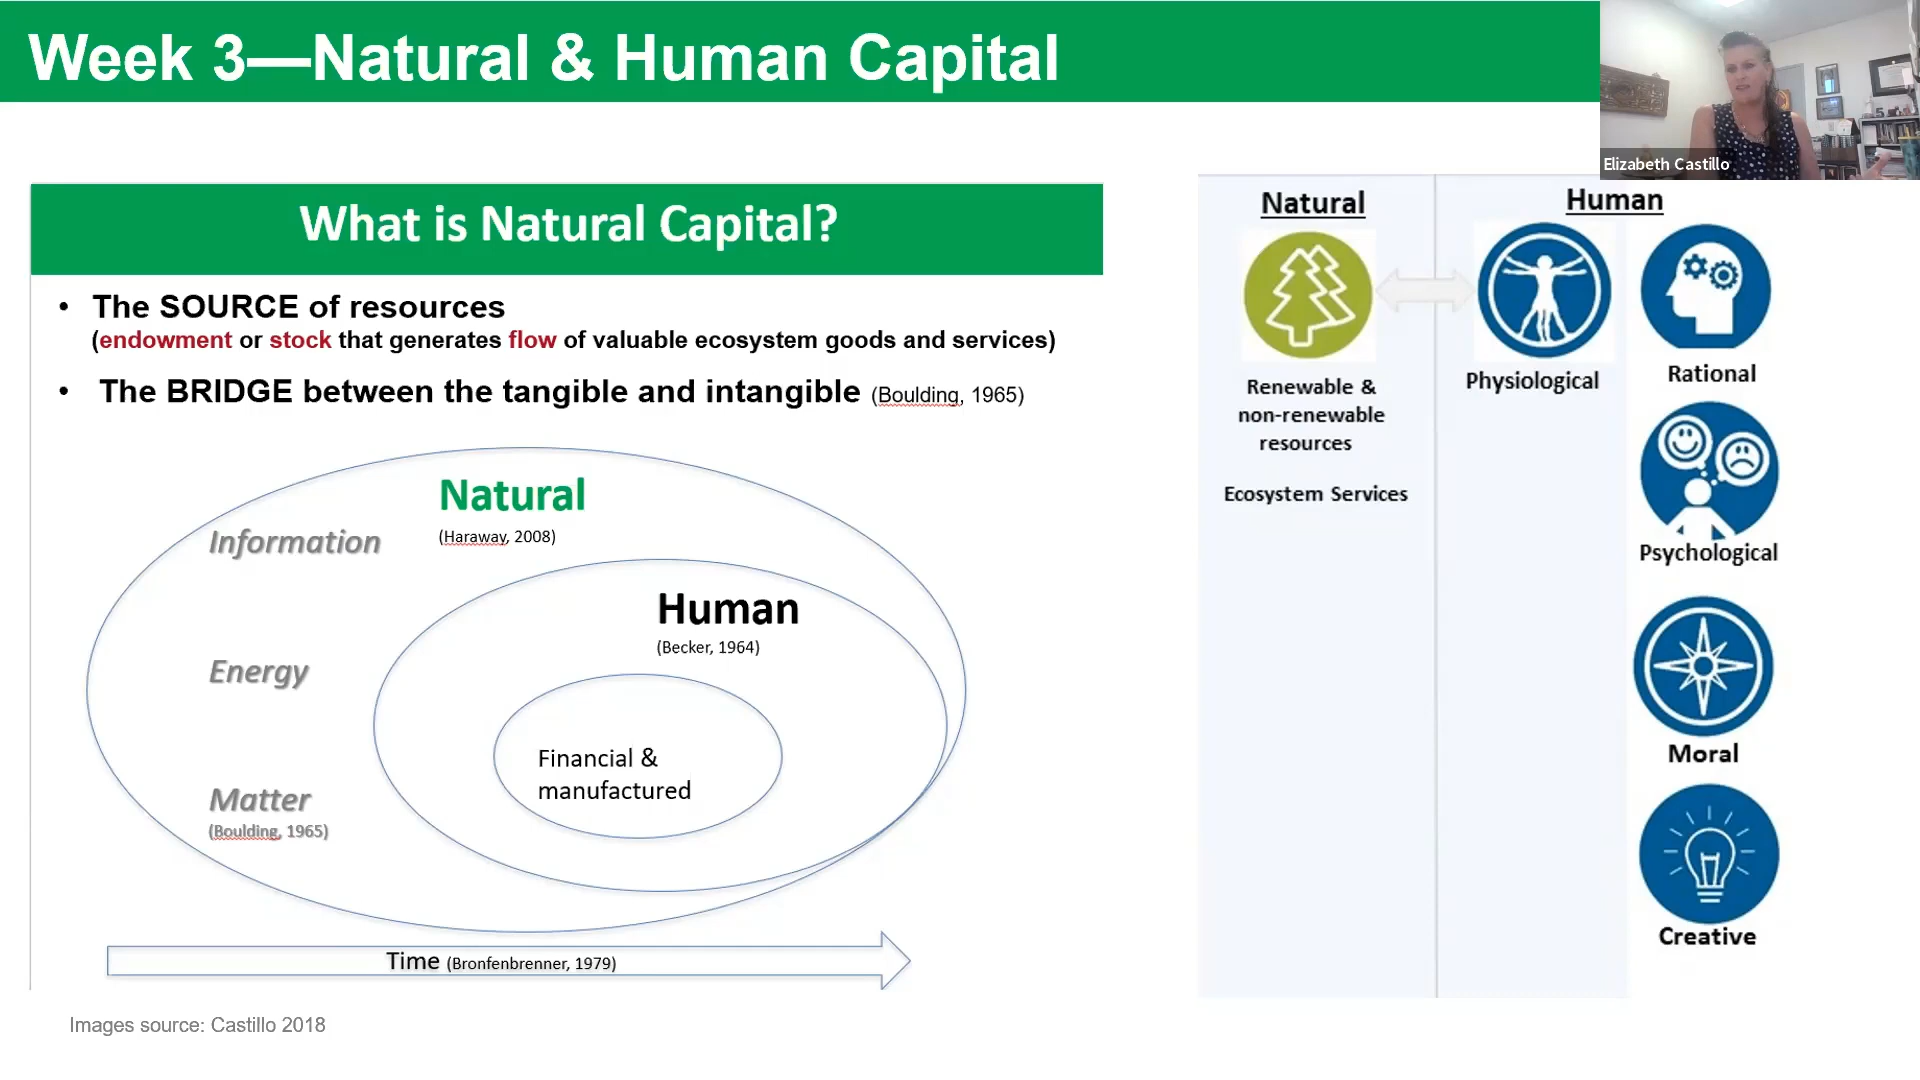 Week 3—Natural & Human Capital
Elizabeth Castillo
What is Natural Capital?
• The SOURCE of resources
(endowment or stock that generates flow of valuable ecosystem goods and services)
• The BRIDGE between the tangible and intangible (Boulding, 1965)
Natural
(Haraway, 2008)
Information
Human
(Becker, 1964)
Energy
Financial &
manufactured
Matter
(Boulding, 1965)
Time (Bronfenbrenner, 1979)
Images source: Castillo 2018
Natural
Renewable &
non-renewable
resources
Ecosystem Services
Human
Physiological
Rational
Psychological
Moral
Creative